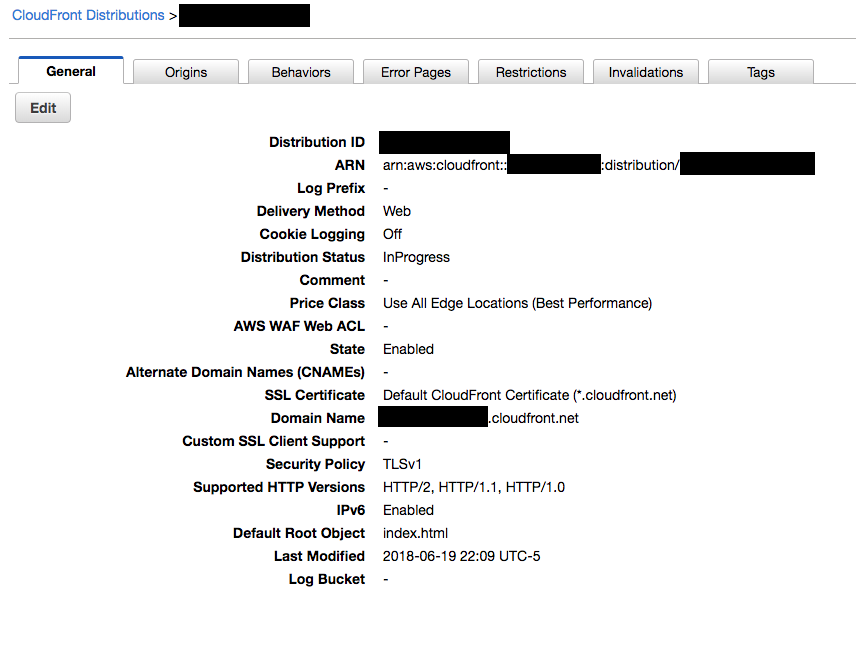 CloudFront Distributions >
General Origins Behaviors Error Pages Restrictions Invalidations Tags
Edit
Distribution ID
ARN arn:aws:cloudfront:: :distribution/
Log Prefix -
Delivery Method Web
Cookie Logging Off
Distribution Status InProgress
Comment -
Price Class Use All Edge Locations (Best Performance)
AWS WAF Web ACL -
State Enabled
Alternate Domain Names (CNAMEs) -
SSL Certificate Default CloudFront Certificate (*.cloudfront.net)
Domain Name .cloudfront.net
Custom SSL Client Support -
Security Policy TLSv1
Supported HTTP Versions HTTP/2, HTTP/1.1, HTTP/1.0
IPv6 Enabled
Default Root Object index.html
Last Modified 2018-06-19 22:09 UTC-5
Log Bucket -